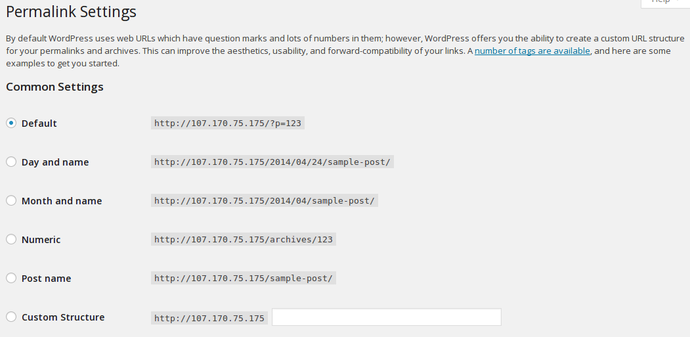 Help
Permalink Settings
By default WordPress uses web URLs which have question marks and lots of numbers in them; however, WordPress offers you the ability to create a custom URL structure
for your permalinks and archives. This can improve the aesthetics, usability, and forward-compatibility of your links. A number of tags are available, and here are some
examples to get you started.
Common Settings
Default http://107.170.75.175/?p=123
Day and name http://107.170.75.175/2014/04/24/sample-post/
Month and name http://107.170.75.175/2014/04/sample-post/
Numeric http://107.170.75.175/archives/123
Post name http://107.170.75.175/sample-post/
Custom Structure http://107.170.75.175